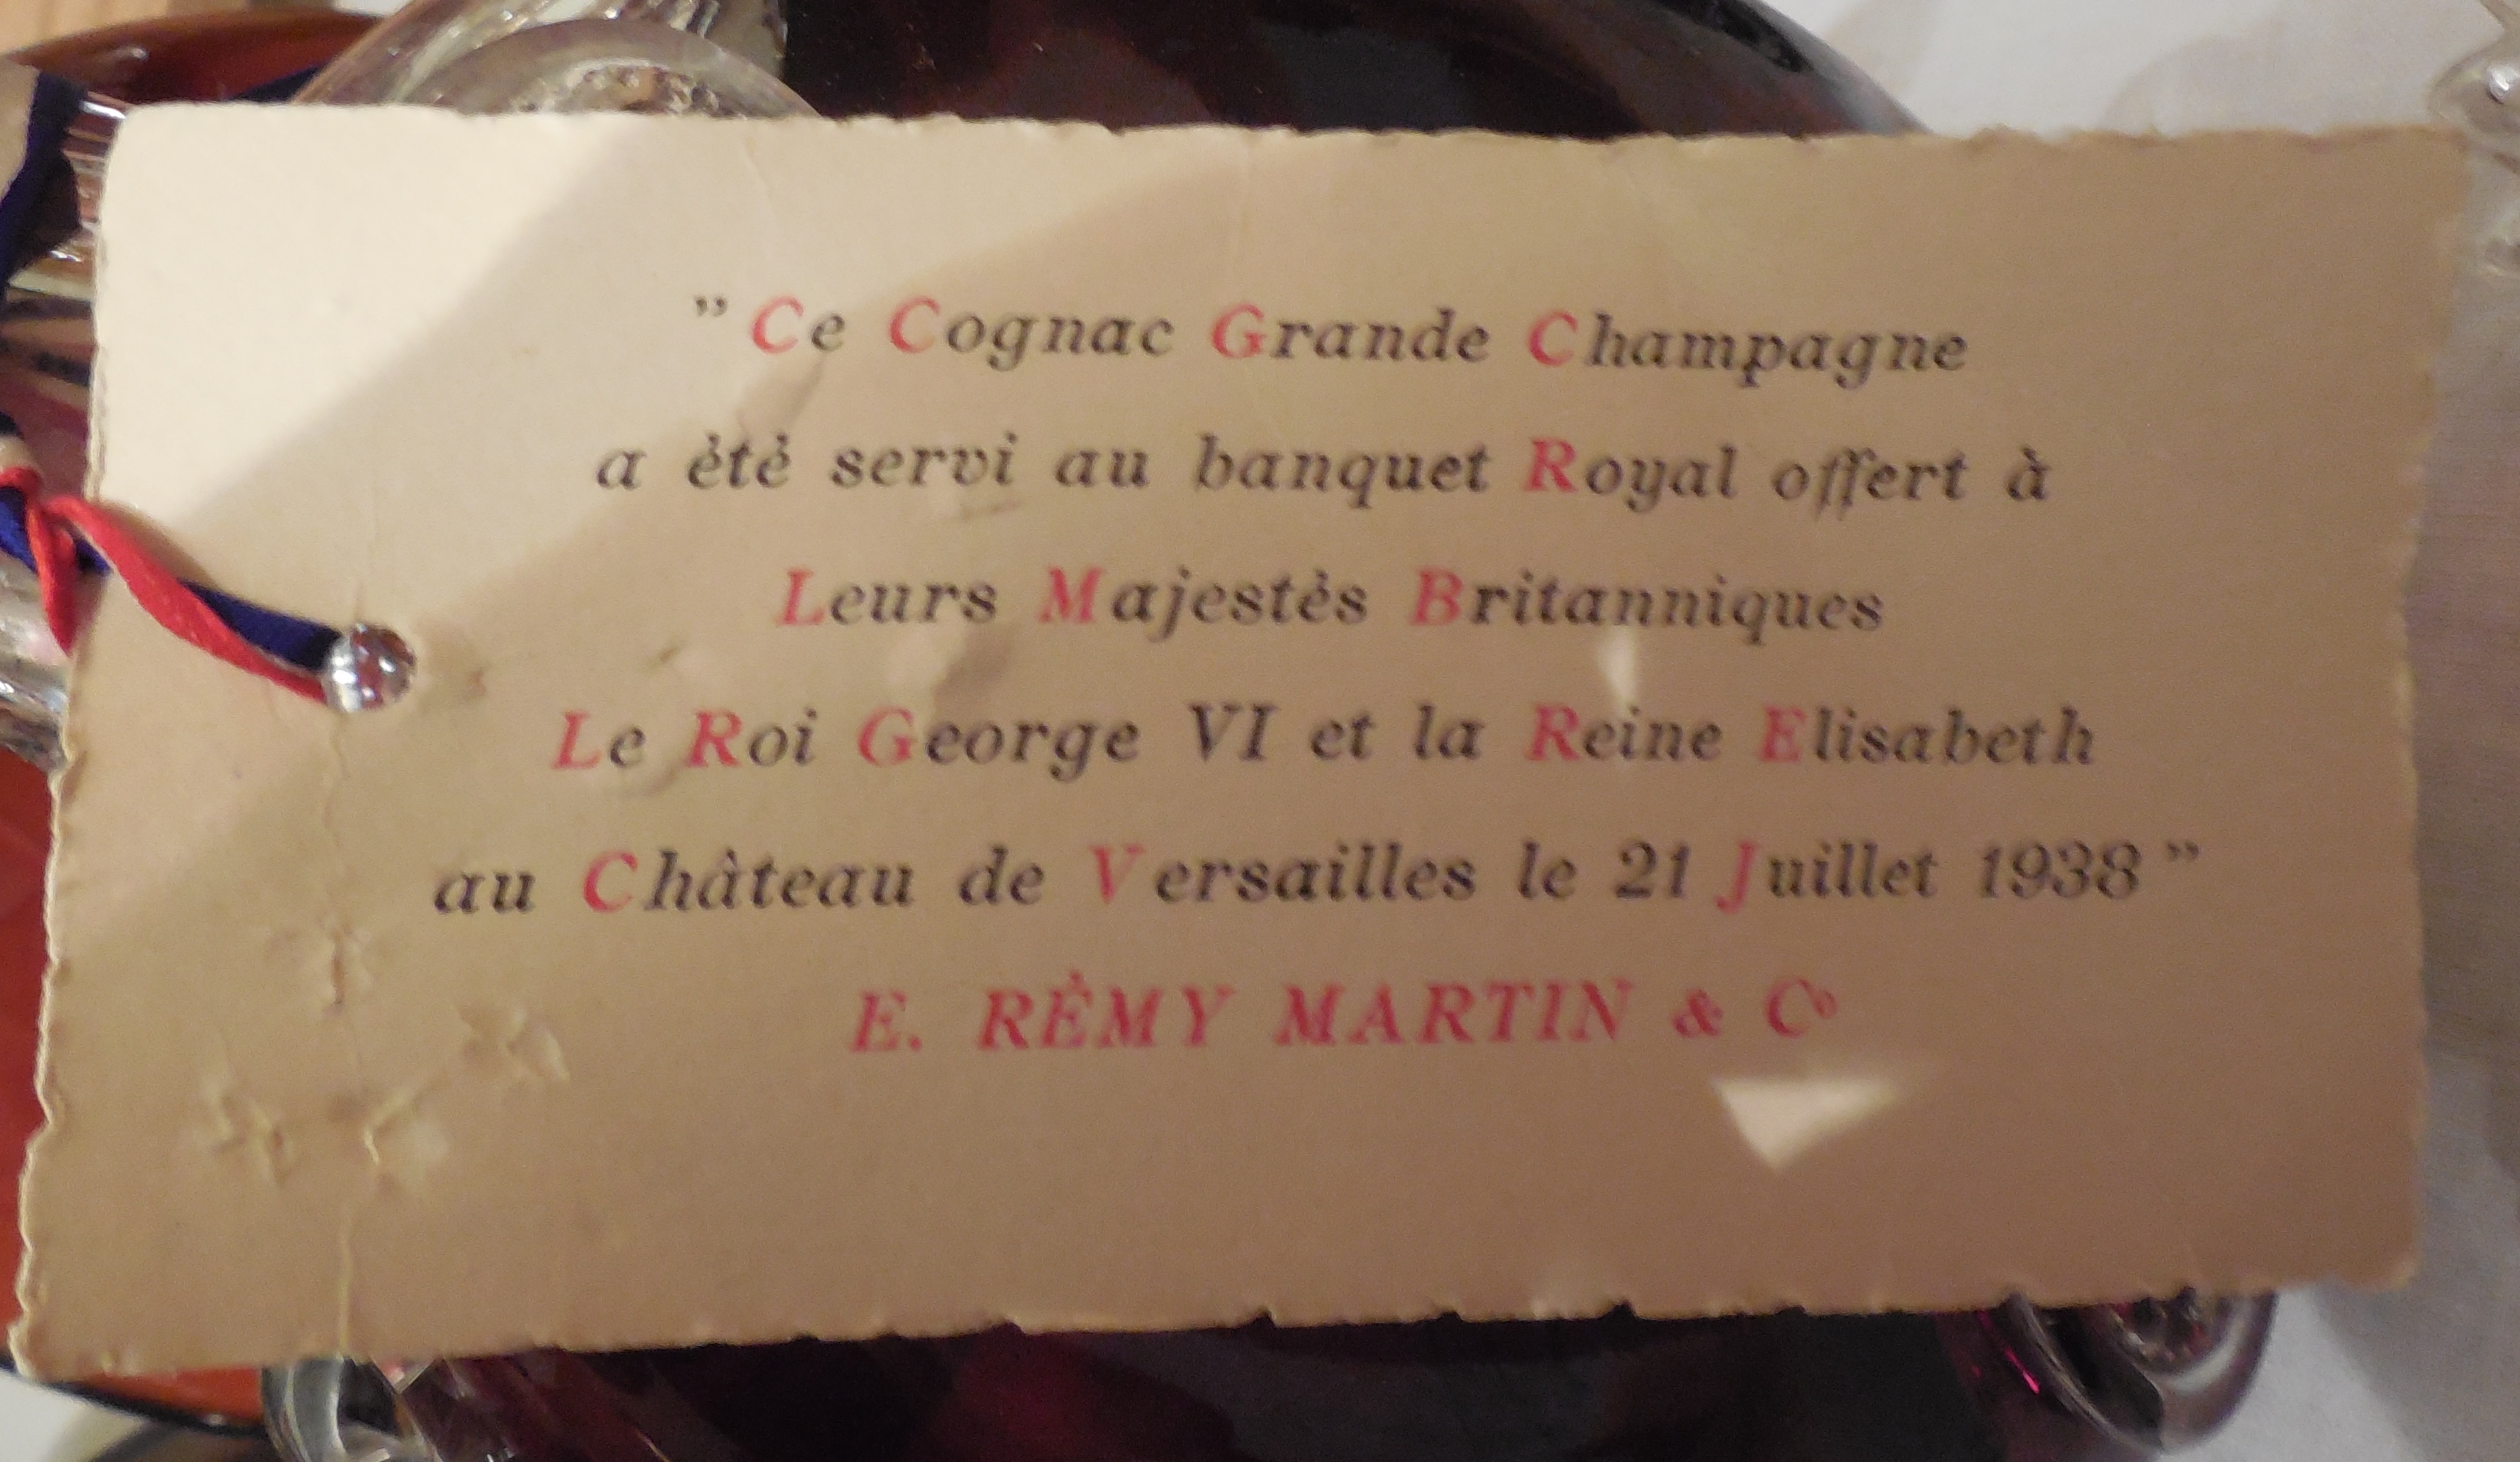 ” Ce Cognac Grande Champagne
a été servi au banquet Royal offert à
Leurs Majestés Britanniques
Le Roi George VI et la Reine Elisabeth
au Château de Versailles le 21 Juillet 1938 ”
E. RÉMY MARTIN & Cº